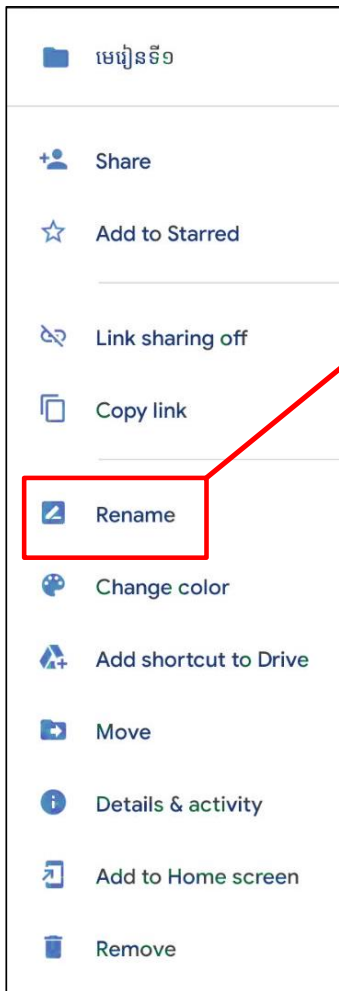 មេរៀនទី១
Share
Add to Starred
Link sharing off
Copy link
Rename
Change color
Add shortcut to Drive
Move
Details & activity
Add to Home screen
Remove